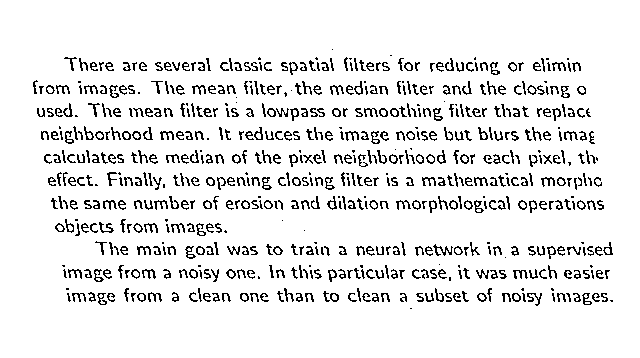 There are several classic spatial filters for reducing or elimin
from images. The mean filter, the median filter and the closing o
used. The mean filter is a lowpass or smoothing filter that replac
neighborhood mean. It reduces the image noise but blurs the imag
calculates the median of the pixel neighborhood for each pixel, th
effect. Finally, the opening closing filter is a mathematical morpho
the same number of erosion and dilation morphological operations
objects from images.
The main goal was to train a neural network in a supervised
image from a noisy one. In this particular case, it was much easier
image from a clean one than to clean a subset of noisy images.